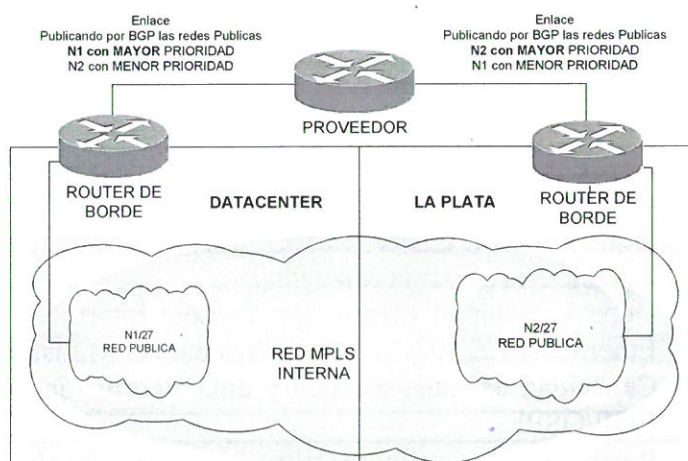 Enlace
Publicando por BGP las redes Publicas
N1 con MAYOR PRIORIDAD
N2 con MENOR PRIORIDAD
Enlace
Publicando por BGP las redes Publicas
N2 con MAYOR PRIORIDAD
N1 con MENOR PRIORIDAD
PROVEEDOR
ROUTER DE
BORDE
DATACENTER
LA PLATA
ROUTER DE
BORDE
N1/27
RED PUBLICA
RED MPLS
INTERNA
N2/27
RED PUBLICA